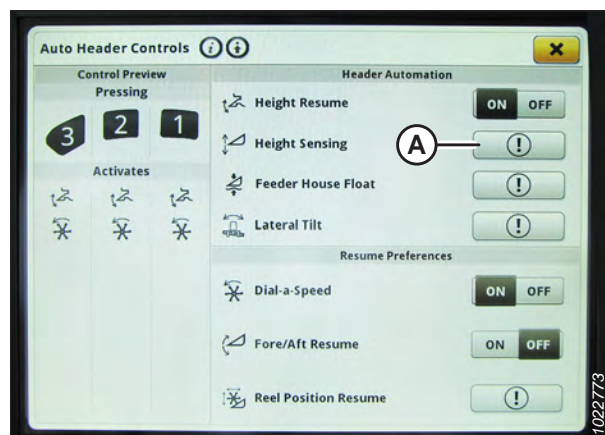 Auto Header Controls
Control Preview
Pressing
3 2 1
Activates
Header Automation
Height Resume ON OFF
Height Sensing A !
Feeder House Float !
Lateral Tilt !
Resume Preferences
Dial-a-Speed ON OFF
Fore/Aft Resume ON OFF
Reel Position Resume !
1022773